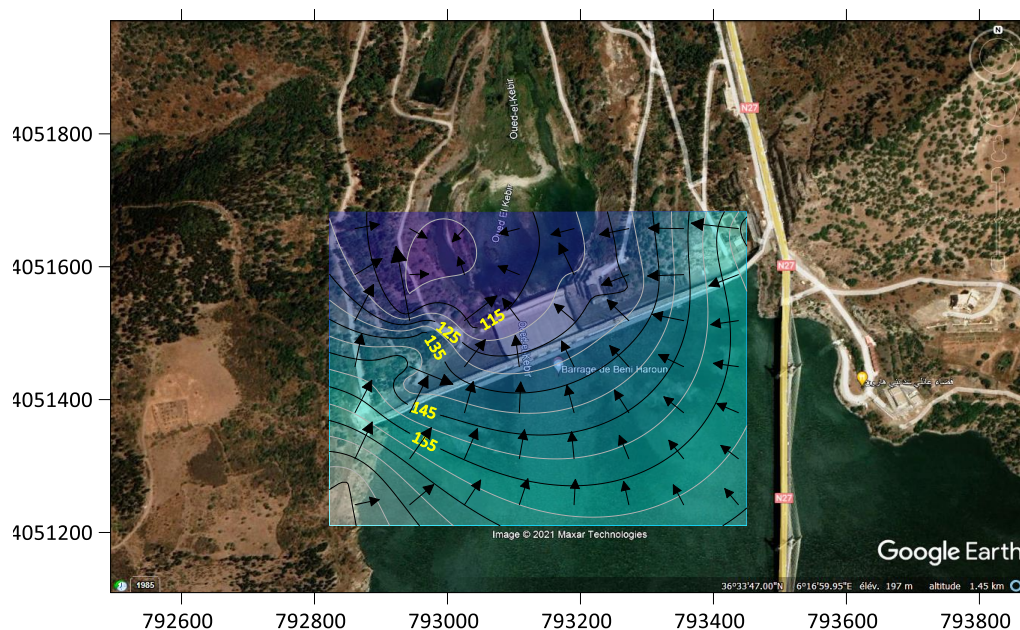 4051800
4051600
4051400
4051200
Oued-el-Kebir
Oued El Kebir
N27
N27
115
125
135
145
155
Barrage de Beni Haroun
N27
Image © 2021 Maxar Technologies
Google Earth
1985
36°33'47.00"N 6°16'59.95"E élév. 197 m altitude 1.45 km
N
792600 792800 793000 793200 793400 793600 793800